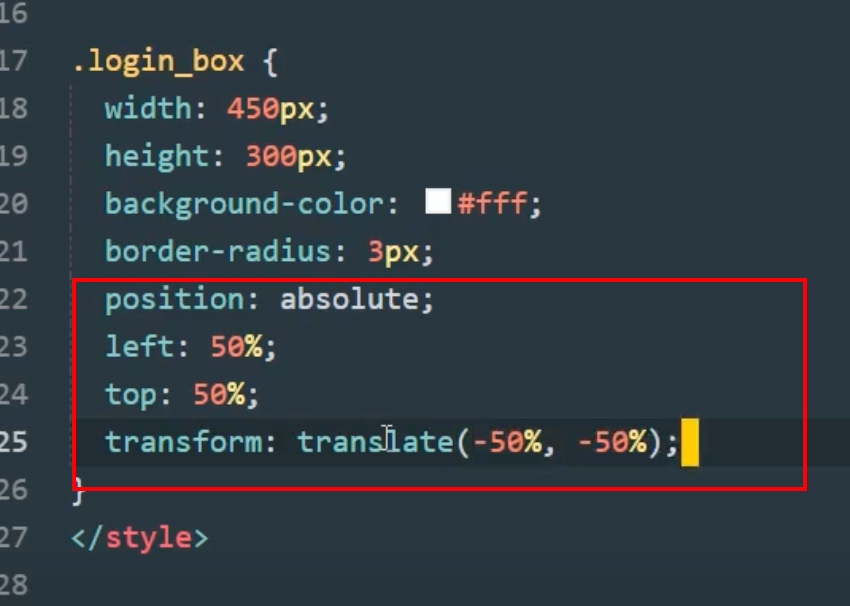 16
17 .login_box {
18 width: 450px;
19 height: 300px;
20 background-color: #fff;
21 border-radius: 3px;
22 position: absolute;
23 left: 50%;
24 top: 50%;
25 transform: translate(-50%, -50%);
26 }
27 </style>
28